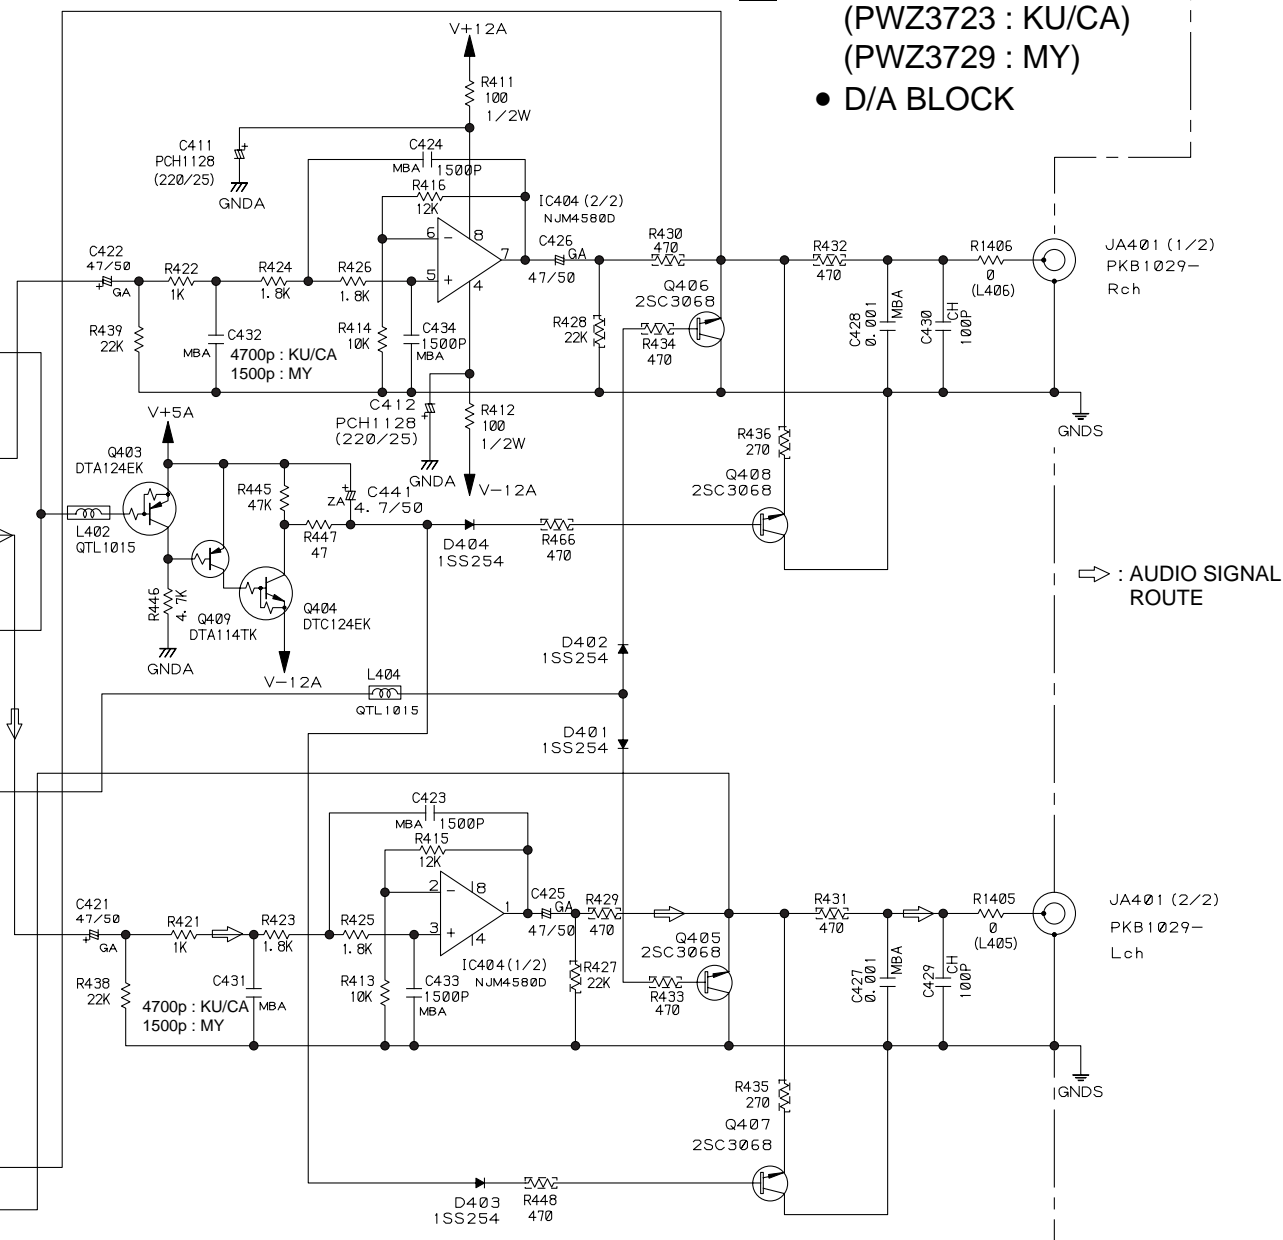 (PWZ3723 : KU/CA)
(PWZ3729 : MY)
• D/A BLOCK
V+12A
R411
100
1/2W
C411
PCH1128
(220/25)
GNDA
C424
MBA 1500P
R416
12K
IC404 (2/2)
NJM4580D
6
5
8
7
4
C422
47/50
GA
R422
1K
R424
1.8K
R426
1.8K
C426
GA
47/50
R430
470
R432
470
R1406
0
(L406)
JA401 (1/2)
PKB1029-
Rch
Q406
2SC3068
R439
22K
C432
MBA
4700p : KU/CA
1500p : MY
R414
10K
C434
1500P
MBA
R428
22K
R434
470
C428
0.001
MBA
C430
100P
CH
C412
PCH1128
(220/25)
GNDA
R412
100
1/2W
V-12A
GNDS
V+5A
Q403
DTA124EK
R445
47K
ZA
C441
4.7/50
R436
270
Q408
2SC3068
L402
QTL1015
R447
47
D404
1SS254
R466
470
R446
4.7K
GNDA
Q409
DTA114TK
Q404
DTC124EK
V-12A
: AUDIO SIGNAL
ROUTE
D402
1SS254
L404
QTL1015
D401
1SS254
C423
MBA 1500P
R415
12K
2
3
8
1
4
C421
47/50
GA
R421
1K
R423
1.8K
R425
1.8K
C425
GA
47/50
R429
470
R431
470
R1405
0
(L405)
JA401 (2/2)
PKB1029-
Lch
Q405
2SC3068
IC404 (1/2)
NJM4580D
R438
22K
C431
MBA
4700p : KU/CA
1500p : MY
R413
10K
C433
1500P
MBA
R427
22K
R433
470
C427
0.001
MBA
C429
100P
CH
GNDS
R435
270
Q407
2SC3068
D403
1SS254
R448
470